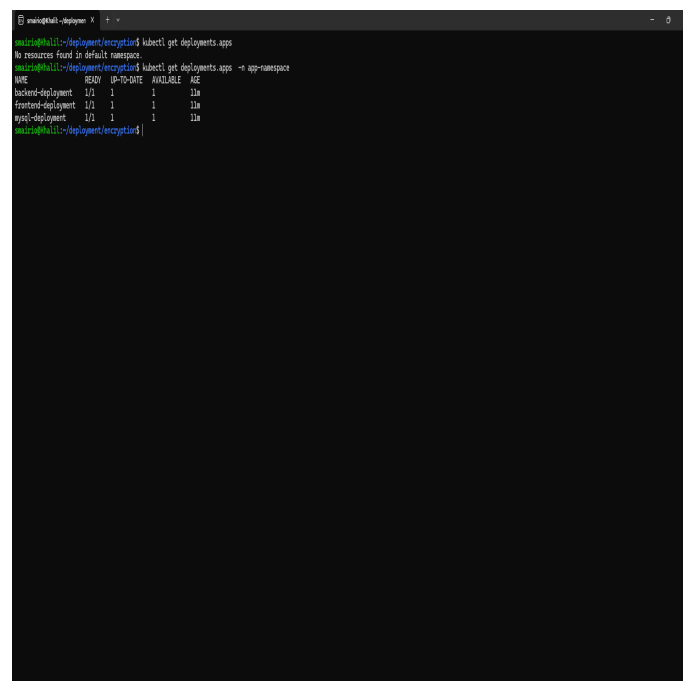 smairio@Khalil: ~/deploymen X + ˅
smairio@Khalil:~/deployment/encryption$ kubectl get deployments.apps
No resources found in default namespace.
smairio@Khalil:~/deployment/encryption$ kubectl get deployments.apps  -n app-namespace
NAME                  READY   UP-TO-DATE   AVAILABLE   AGE
backend-deployment    1/1     1            1           11m
frontend-deployment   1/1     1            1           11m
mysql-deployment      1/1     1            1           11m
smairio@Khalil:~/deployment/encryption$